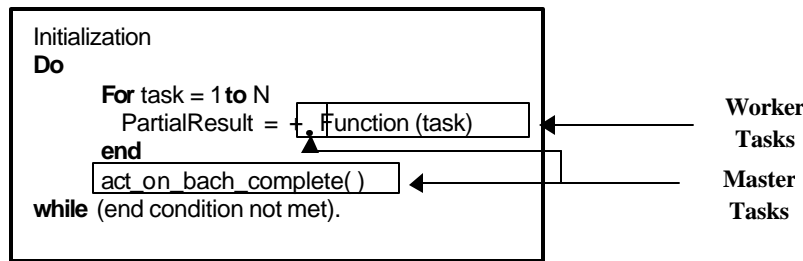 Initialization
Do
For task = 1 to N
PartialResult = + Function (task)
end
act_on_bach_complete( )
while (end condition not met).
Worker
Tasks
Master
Tasks